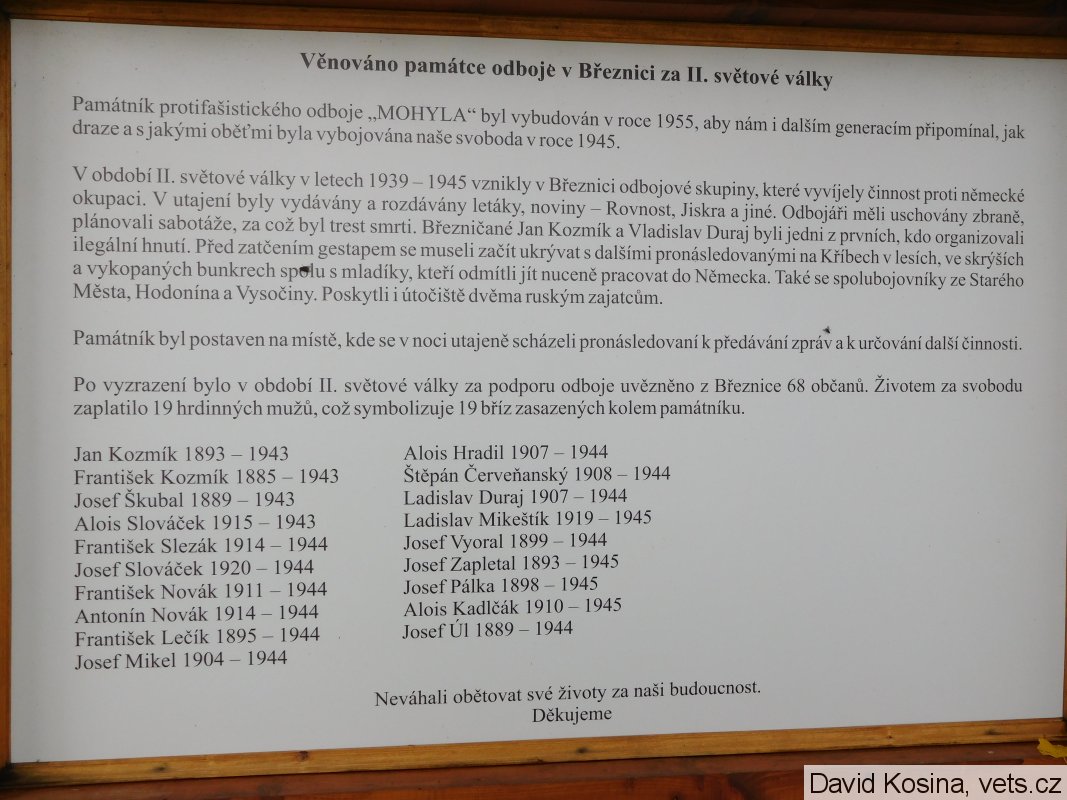 Věnováno památce odboje v Březnici za II. světové války
Památník protifašistického odboje „MOHYLA“ byl vybudován v roce 1955, aby nám i dalším generacím připomínal, jak
draze a s jakými oběťmi byla vybojována naše svoboda v roce 1945.
V období II. světové války v letech 1939 – 1945 vznikly v Březnici odbojové skupiny, které vyvíjely činnost proti německé
okupaci. V utajení byly vydávány a rozdávány letáky, noviny – Rovnost, Jiskra a jiné. Odbojáři měli uschovány zbraně,
plánovali sabotáže, za což byl trest smrti. Březničané Jan Kozmík a Vladislav Duraj byli jedni z prvních, kdo organizovali
ilegální hnutí. Před zatčením gestapem se museli začít ukrývat s dalšími pronásledovanými na Kříbech v lesích, ve skrýších
a vykopaných bunkrech spolu s mladíky, kteří odmítli jít nuceně pracovat do Německa. Také se spolubojovníky ze Starého
Města, Hodonína a Vysočiny. Poskytli i útočiště dvěma ruským zajatcům.
Památník byl postaven na místě, kde se v noci utajeně scházeli pronásledovaní k předávání zpráv a k určování další činnosti.
Po vyzrazení bylo v období II. světové války za podporu odboje uvězněno z Březnice 68 občanů. Životem za svobodu
zaplatilo 19 hrdinných mužů, což symbolizuje 19 bříz zasazených kolem památníku.
Jan Kozmík 1893 – 1943
František Kozmík 1885 – 1943
Josef Škubal 1889 – 1943
Alois Slováček 1915 – 1943
František Slezák 1914 – 1944
Josef Slováček 1920 – 1944
František Novák 1911 – 1944
Antonín Novák 1914 – 1944
František Lečík 1895 – 1944
Josef Mikel 1904 – 1944
Alois Hradil 1907 – 1944
Štěpán Červeňanský 1908 – 1944
Ladislav Duraj 1907 – 1944
Ladislav Mikeštík 1919 – 1945
Josef Vyoral 1899 – 1944
Josef Zapletal 1893 – 1945
Josef Pálka 1898 – 1945
Alois Kadlčák 1910 – 1945
Josef Úl 1889 – 1944
Neváhali obětovat své životy za naši budoucnost.
Děkujeme
David Kosina, vets.cz